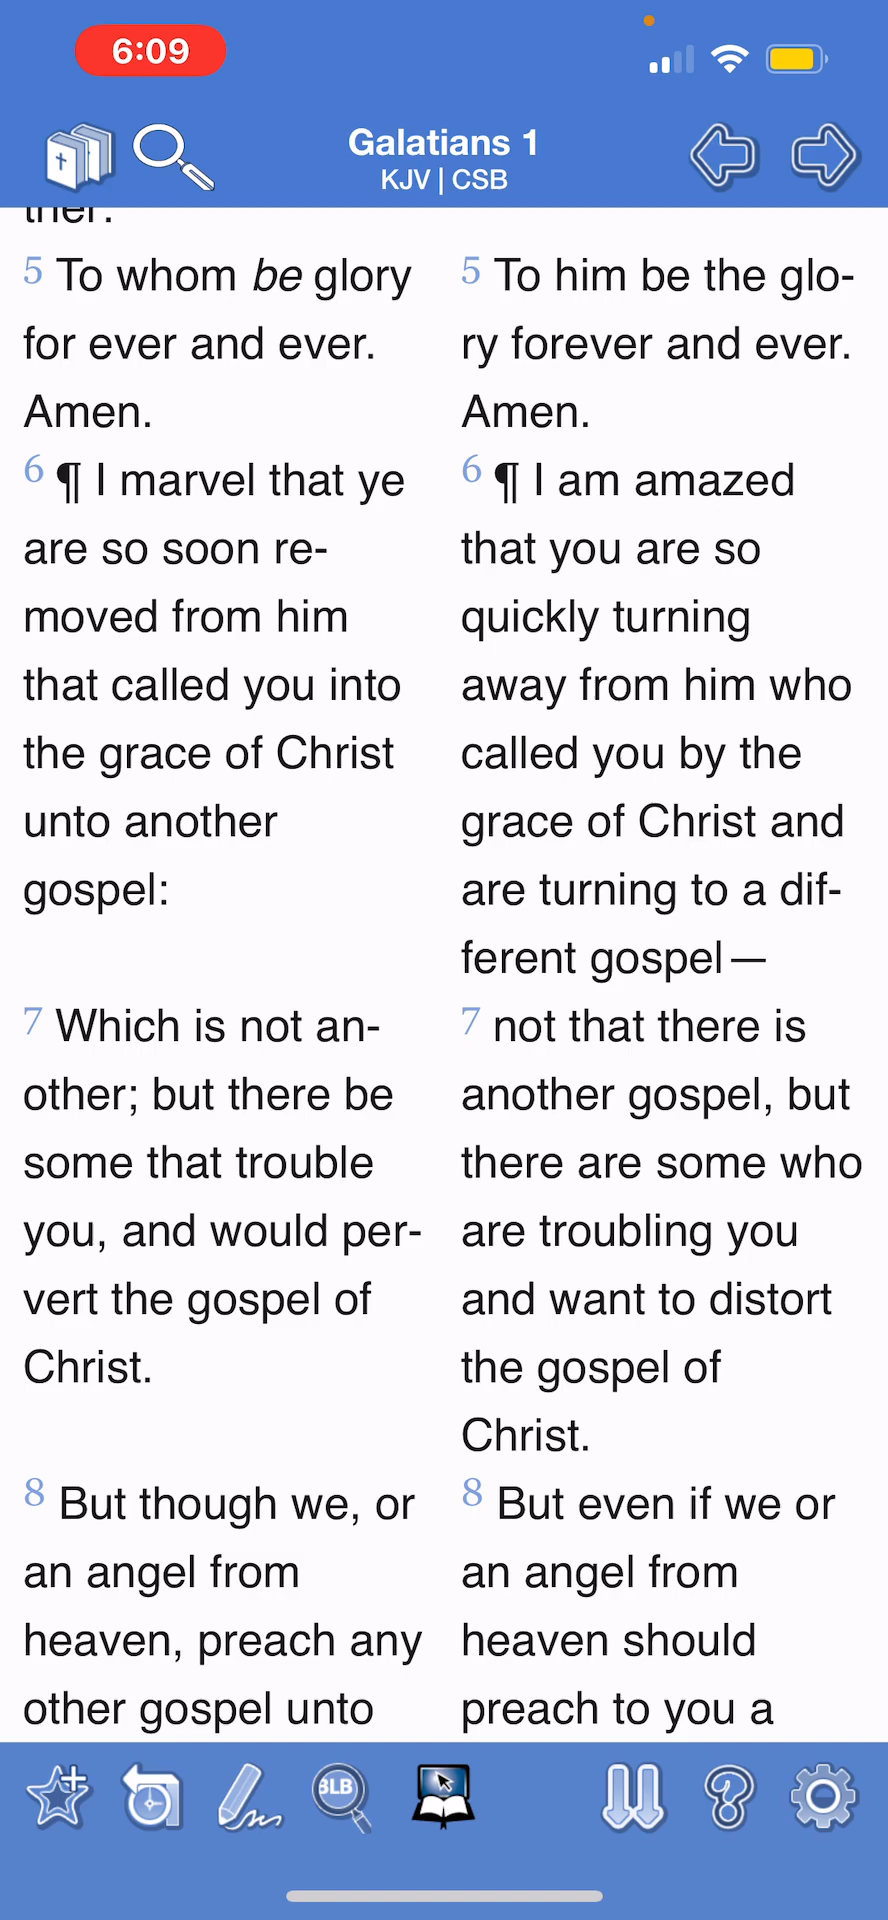 6:09
Galatians 1
KJV | CSB
ther:
5 To whom be glory
for ever and ever.
Amen.
6 ¶ I marvel that ye
are so soon re-
moved from him
that called you into
the grace of Christ
unto another
gospel:
7 Which is not an-
other; but there be
some that trouble
you, and would per-
vert the gospel of
Christ.
8 But though we, or
an angel from
heaven, preach any
other gospel unto
5 To him be the glo-
ry forever and ever.
Amen.
6 ¶ I am amazed
that you are so
quickly turning
away from him who
called you by the
grace of Christ and
are turning to a dif-
ferent gospel —
7 not that there is
another gospel, but
there are some who
are troubling you
and want to distort
the gospel of
Christ.
8 But even if we or
an angel from
heaven should
preach to you a
BLB